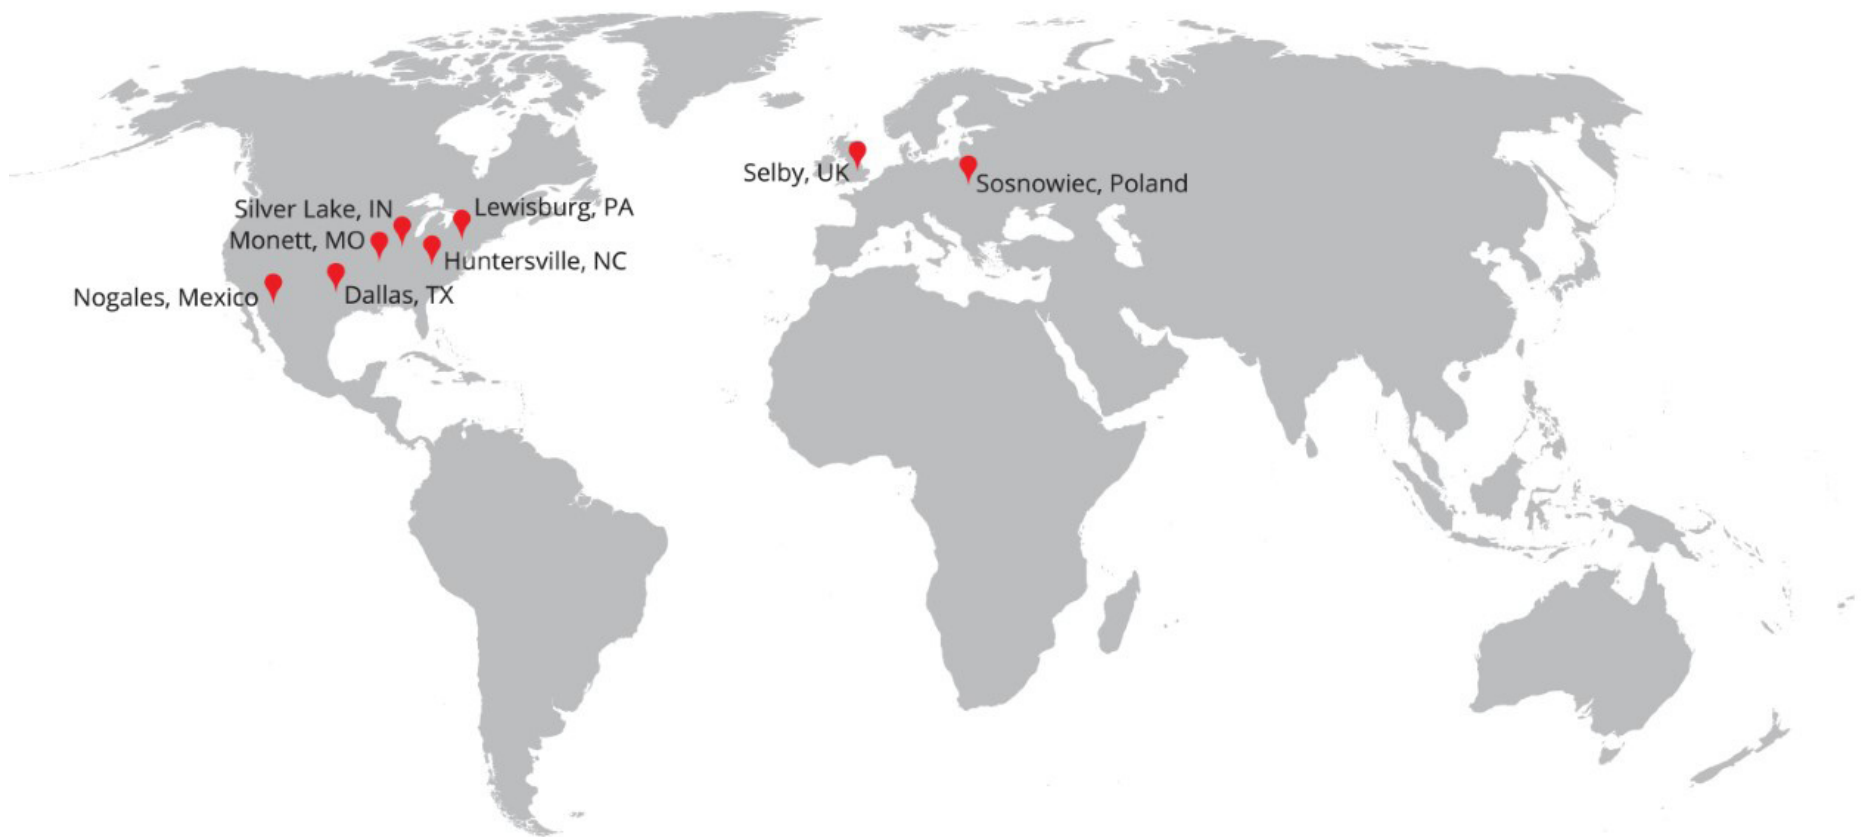 Selby, UK
Sosnowiec, Poland
Silver Lake, IN
Lewisburg, PA
Monett, MO
Huntersville, NC
Nogales, Mexico
Dallas, TX